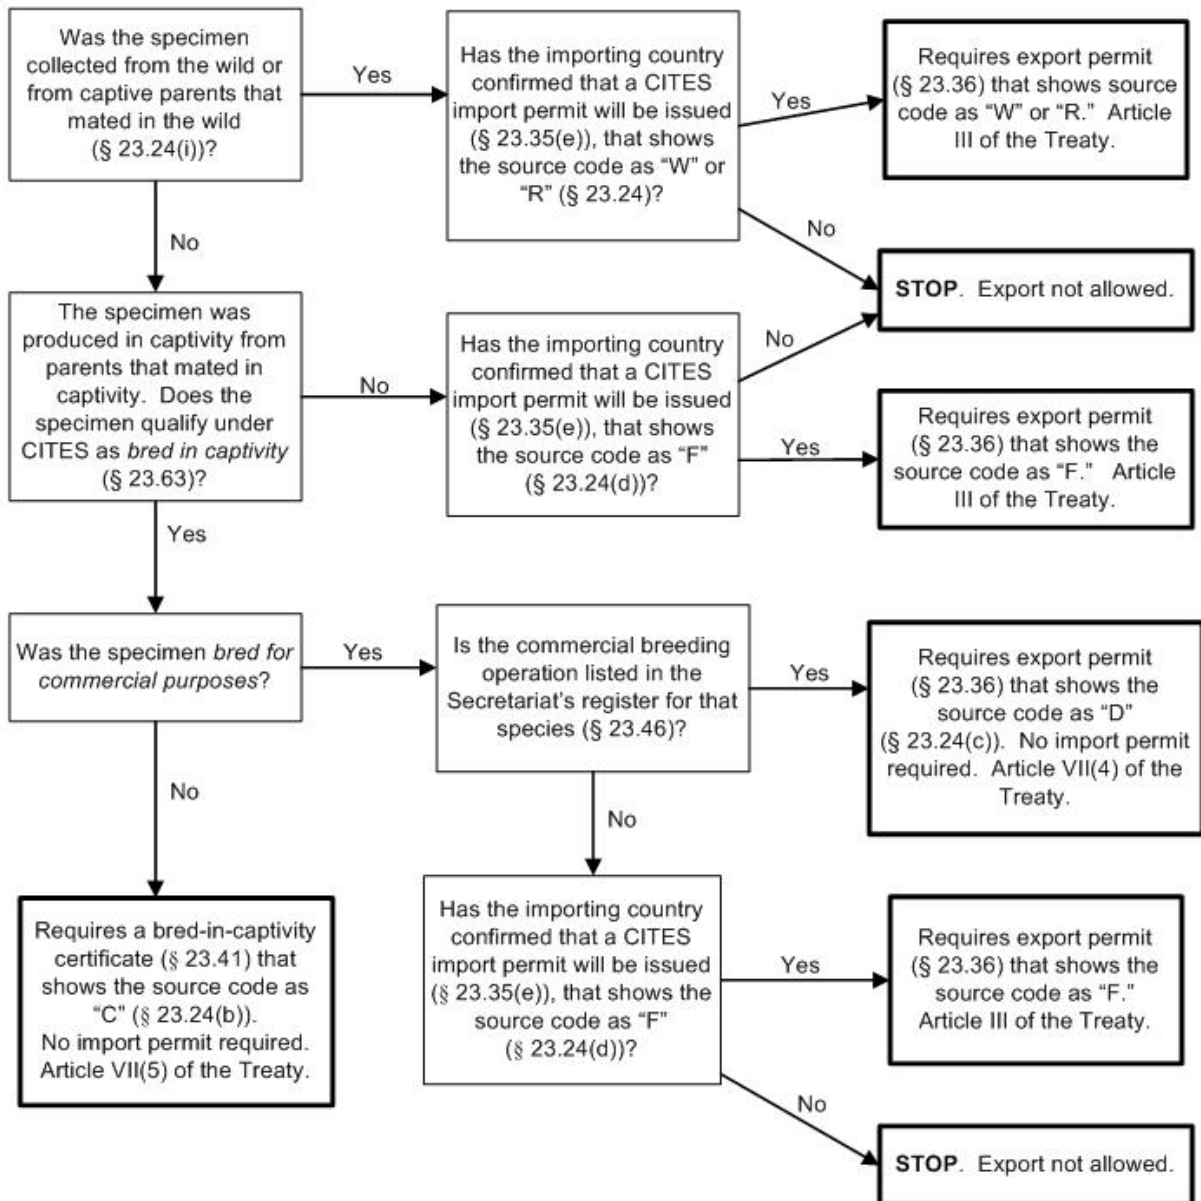 Was the specimen
collected from the wild or
from captive parents that
mated in the wild
(§ 23.24(i))?
Yes
Has the importing country
confirmed that a CITES
import permit will be issued
(§ 23.35(e)), that shows
the source code as “W” or
“R” (§ 23.24)?
Yes
Requires export permit
(§ 23.36) that shows source
code as “W” or “R.” Article
III of the Treaty.
No
No
STOP. Export not allowed.
The specimen was
produced in captivity from
parents that mated in
captivity. Does the
specimen qualify under
CITES as bred in captivity
(§ 23.63)?
No
Has the importing country
confirmed that a CITES
import permit will be issued
(§ 23.35(e)), that shows
the source code as “F”
(§ 23.24(d))?
No
Yes
Requires export permit
(§ 23.36) that shows the
source code as “F.” Article
III of the Treaty.
Yes
Was the specimen bred for
commercial purposes?
Yes
Is the commercial breeding
operation listed in the
Secretariat’s register for that
species (§ 23.46)?
Yes
Requires export permit
(§ 23.36) that shows the
source code as “D”
(§ 23.24(c)). No import permit
required. Article VII(4) of the
Treaty.
No
No
Requires a bred-in-captivity
certificate (§ 23.41) that
shows the source code as
“C” (§ 23.24(b)).
No import permit required.
Article VII(5) of the Treaty.
Has the importing country
confirmed that a CITES
import permit will be issued
(§ 23.35(e)), that shows the
source code as “F”
(§ 23.24(d))?
Yes
Requires export permit
(§ 23.36) that shows the
source code as “F.”
Article III of the Treaty.
No
STOP. Export not allowed.